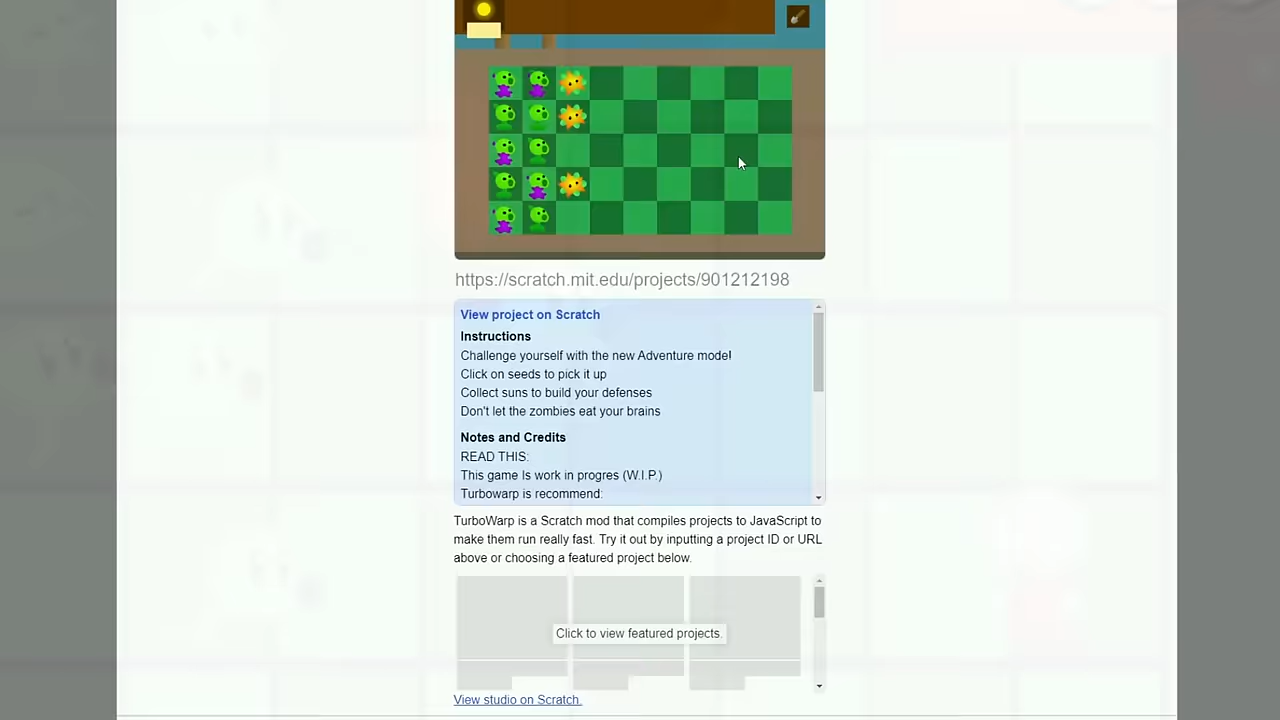 https://scratch.mit.edu/projects/901212198
View project on Scratch
Instructions
Challenge yourself with the new Adventure mode!
Click on seeds to pick it up
Collect suns to build your defenses
Don't let the zombies eat your brains
Notes and Credits
READ THIS:
This game Is work in progres (W.I.P.)
Turbowarp is recommend:
TurboWarp is a Scratch mod that compiles projects to JavaScript to
make them run really fast. Try it out by inputting a project ID or URL
above or choosing a featured project below.
Click to view featured projects.
View studio on Scratch.